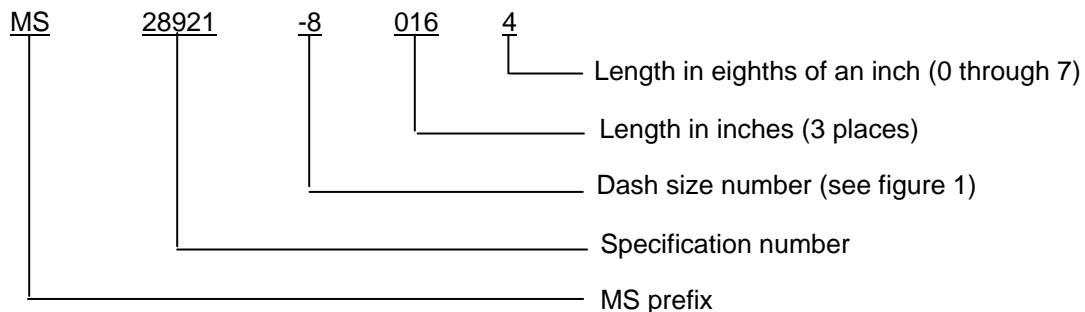 MS 28921 -8 016 4
Length in eighths of an inch (0 through 7)
Length in inches (3 places)
Dash size number (see figure 1)
Specification number
MS prefix